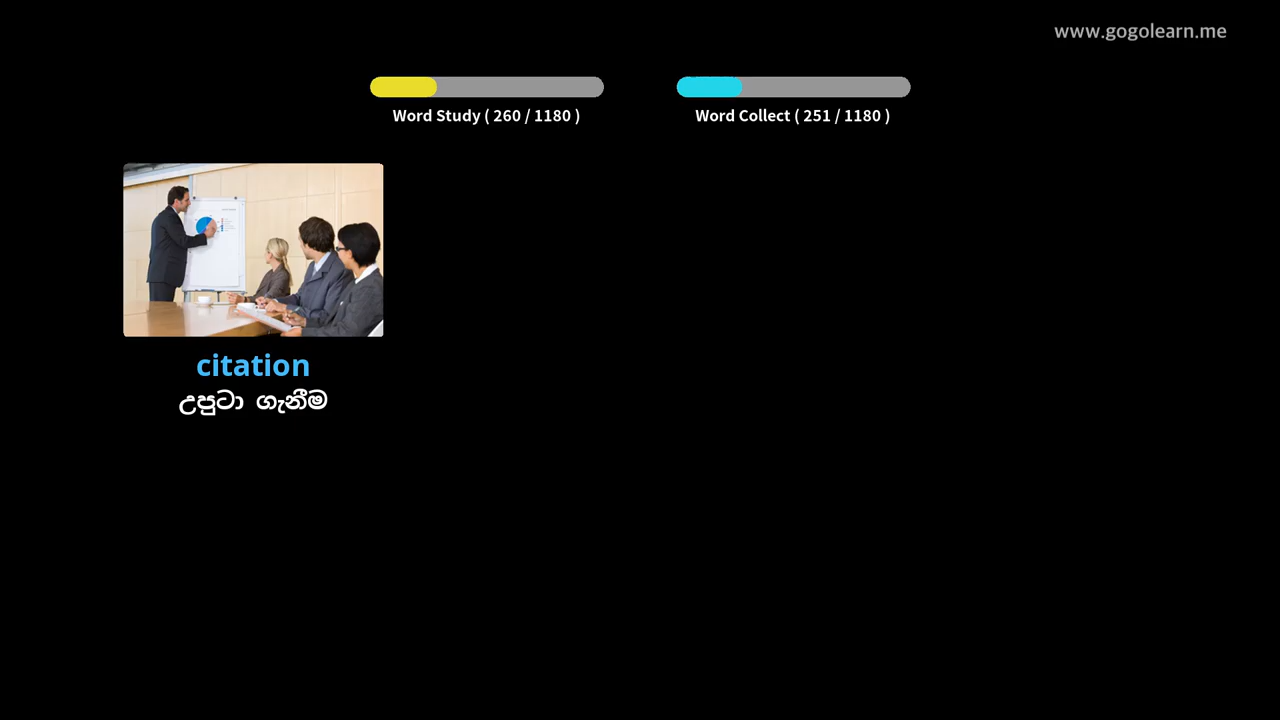 www.gogolearn.me
Word Study ( 260 / 1180 )
Word Collect ( 251 / 1180 )
citation
උපුටා ගැනීම